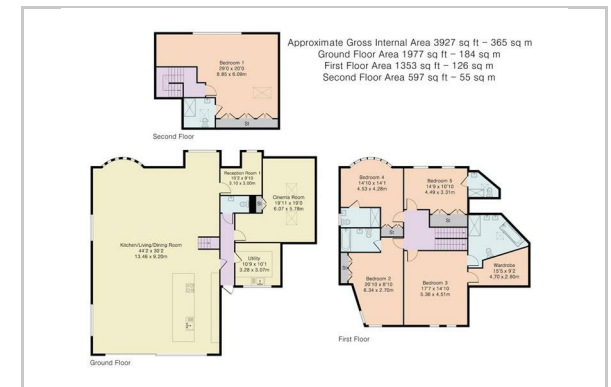 Approximate Gross Internal Area 3927 sq ft – 365 sq m
Ground Floor Area 1977 sq ft – 184 sq m
First Floor Area 1353 sq ft – 126 sq m
Second Floor Area 597 sq ft – 55 sq m
Bedroom 1
29'0 x 20'0
8.85 x 6.09m
St
Second Floor
Reception Room 1
10'2 x 9'10
3.10 x 3.00m
Cinema Room
19'11 x 19'0
6.07 x 5.78m
St
Kitchen/Living/Dining Room
44'2 x 30'2
13.46 x 9.20m
Utility
10'9 x 10'1
3.28 x 3.07m
Ground Floor
Bedroom 4
14'10 x 14'1
4.53 x 4.28m
Bedroom 5
14'9 x 10'10
4.49 x 3.31m
St
St
St
Bedroom 2
20'10 x 8'10
6.34 x 2.70m
Bedroom 3
17'7 x 14'10
5.36 x 4.51m
Wardrobe
15'5 x 9'2
4.70 x 2.80m
First Floor